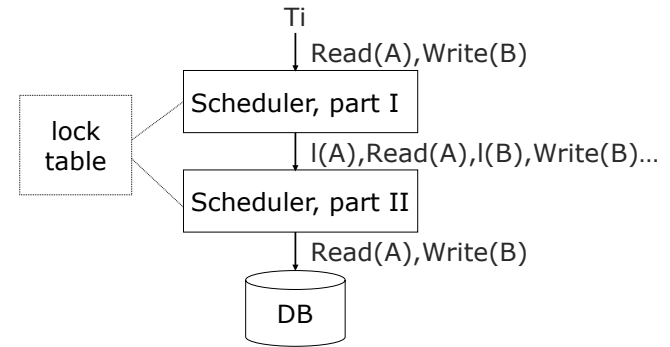 Ti
Read(A),Write(B)
Scheduler, part I
lock
table
l(A),Read(A),l(B),Write(B)...
Scheduler, part II
Read(A),Write(B)
DB